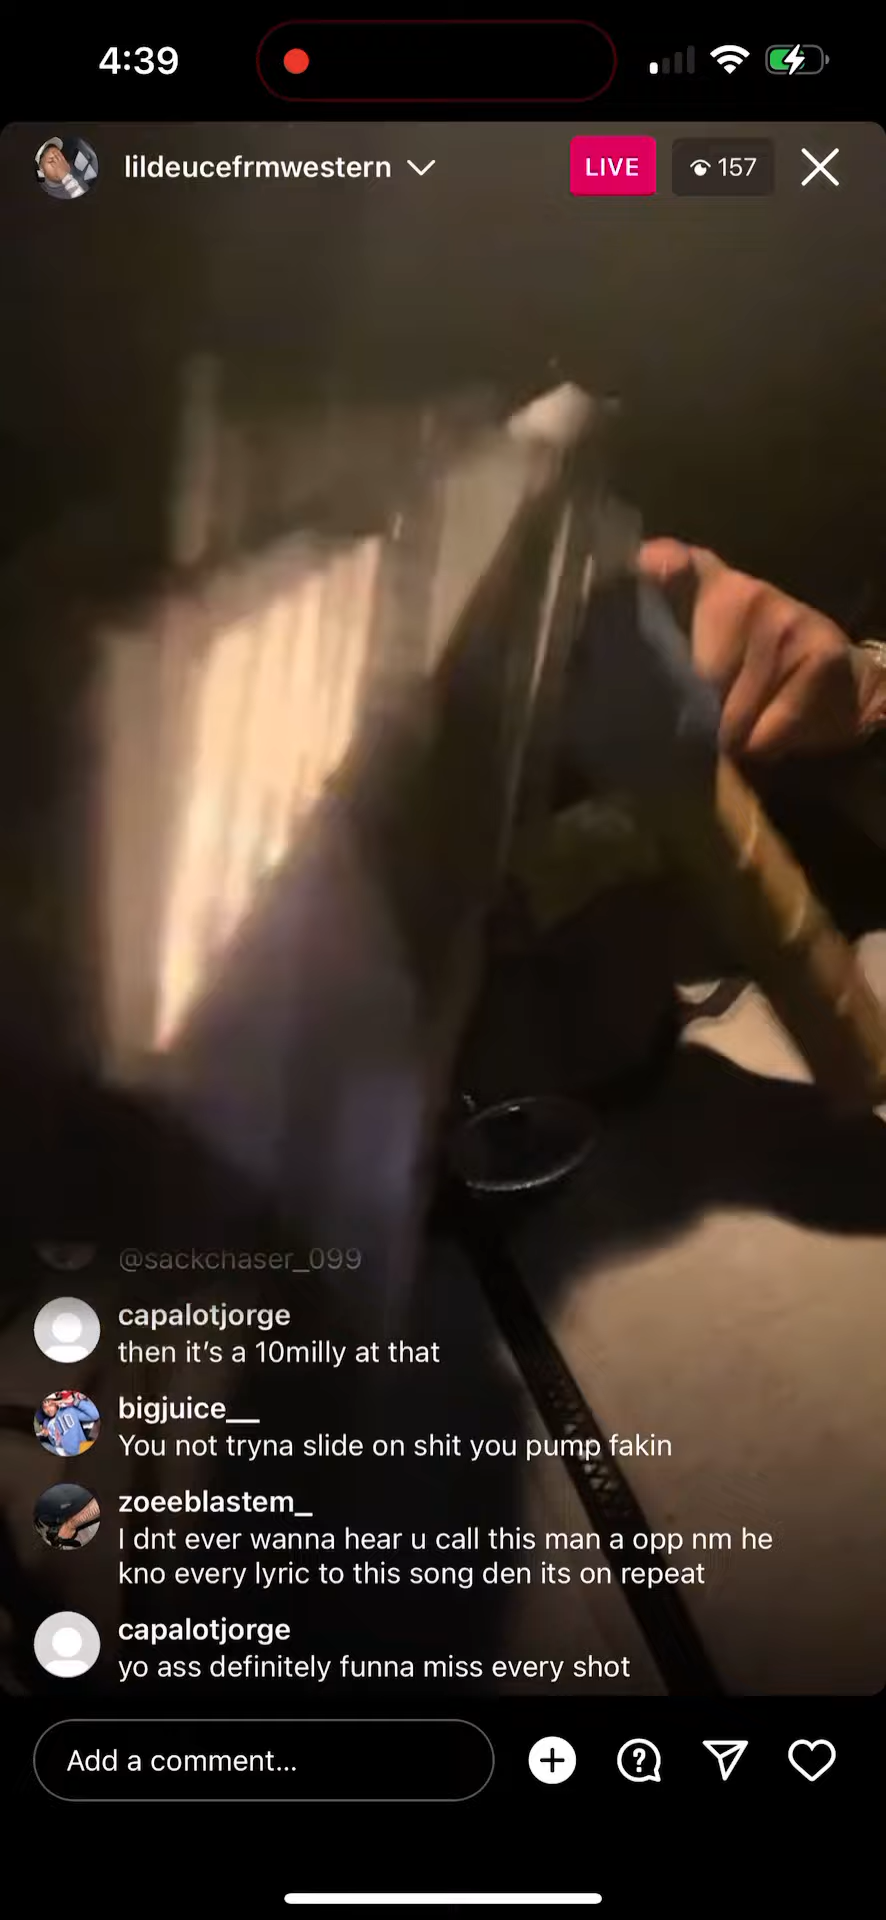 4:39
lildeucefrmwestern
LIVE
157
@sackchaser_099
capalotjorge
then it’s a 10milly at that
bigjuice__
You not tryna slide on shit you pump fakin
zoeeblastem_
I dnt ever wanna hear u call this man a opp nm he
kno every lyric to this song den its on repeat
capalotjorge
yo ass definitely funna miss every shot
Add a comment...